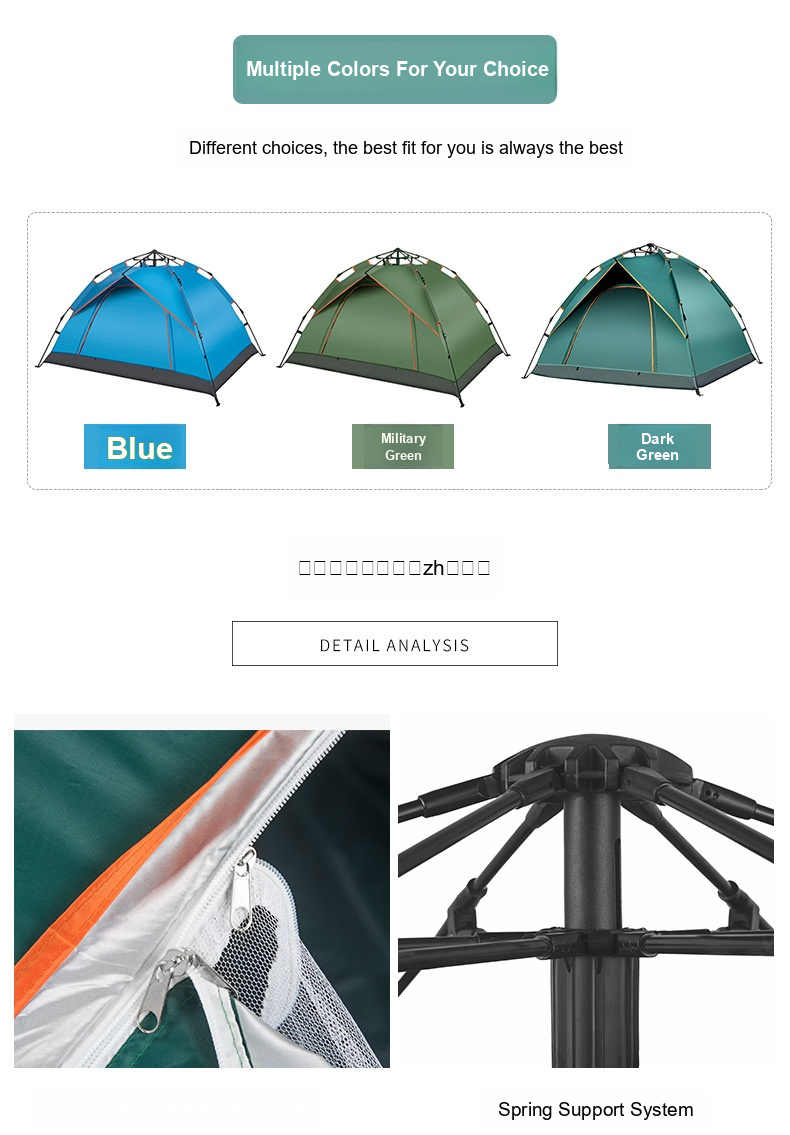 Multiple Colors For Your Choice
Different choices, the best fit for you is always the best
Blue
Military
Green
Dark
Green
zh
DETAIL ANALYSIS
Spring Support System